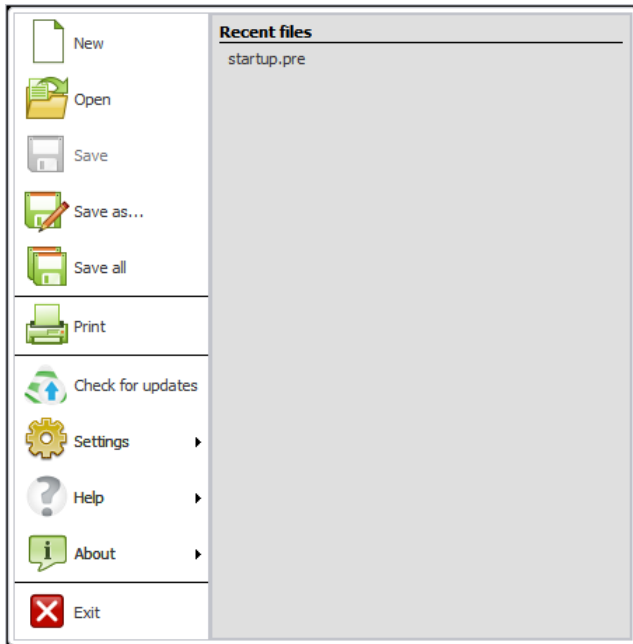 New
Open
Save
Save as...
Save all
Print
Check for updates
Settings
Help
About
Exit
Recent files
startup.pre